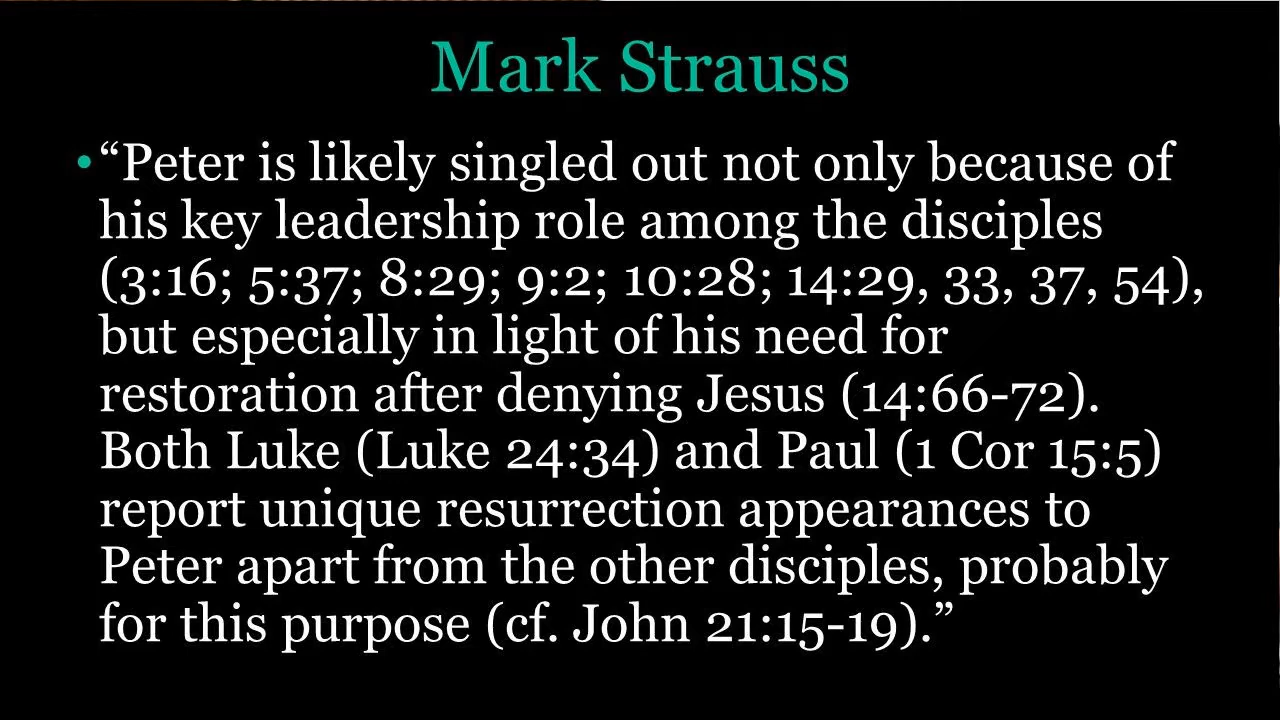 Mark Strauss
• “Peter is likely singled out not only because of
his key leadership role among the disciples
(3:16; 5:37; 8:29; 9:2; 10:28; 14:29, 33, 37, 54),
but especially in light of his need for
restoration after denying Jesus (14:66-72).
Both Luke (Luke 24:34) and Paul (1 Cor 15:5)
report unique resurrection appearances to
Peter apart from the other disciples, probably
for this purpose (cf. John 21:15-19).”